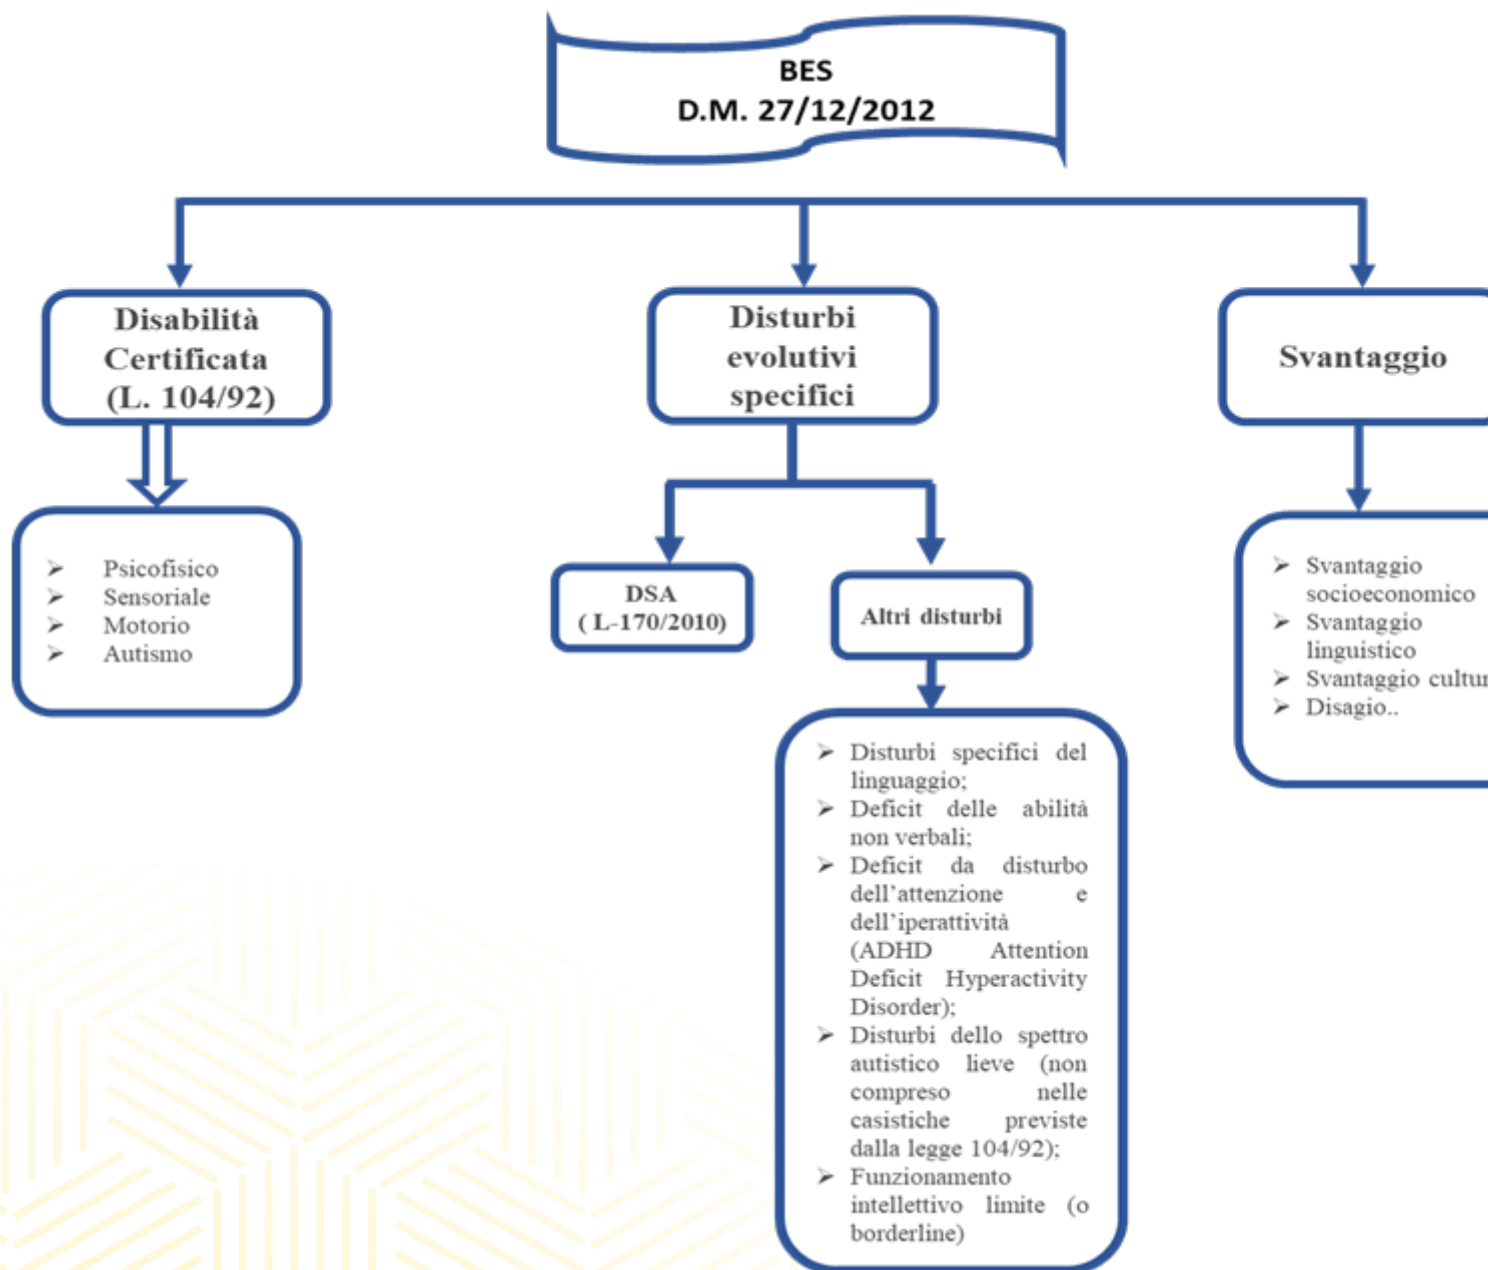 BES
D.M. 27/12/2012
Disabilità
Certificata
(L. 104/92)
➢ Psicofisico
➢ Sensoriale
➢ Motorio
➢ Autismo
Disturbi
evolutivi
specifici
DSA
( L-170/2010)
Altri disturbi
➢ Disturbi specifici del
linguaggio;
➢ Deficit delle abilità
non verbali;
➢ Deficit da disturbo
dell’attenzione e
dell’iperattività
(ADHD Attention
Deficit Hyperactivity
Disorder);
➢ Disturbi dello spettro
autistico lieve (non
compreso nelle
casistiche previste
dalla legge 104/92);
➢ Funzionamento
intellettivo limite (o
borderline)
Svantaggio
➢ Svantaggio
socioeconomico
➢ Svantaggio
linguistico
➢ Svantaggio
➢ Disagio..